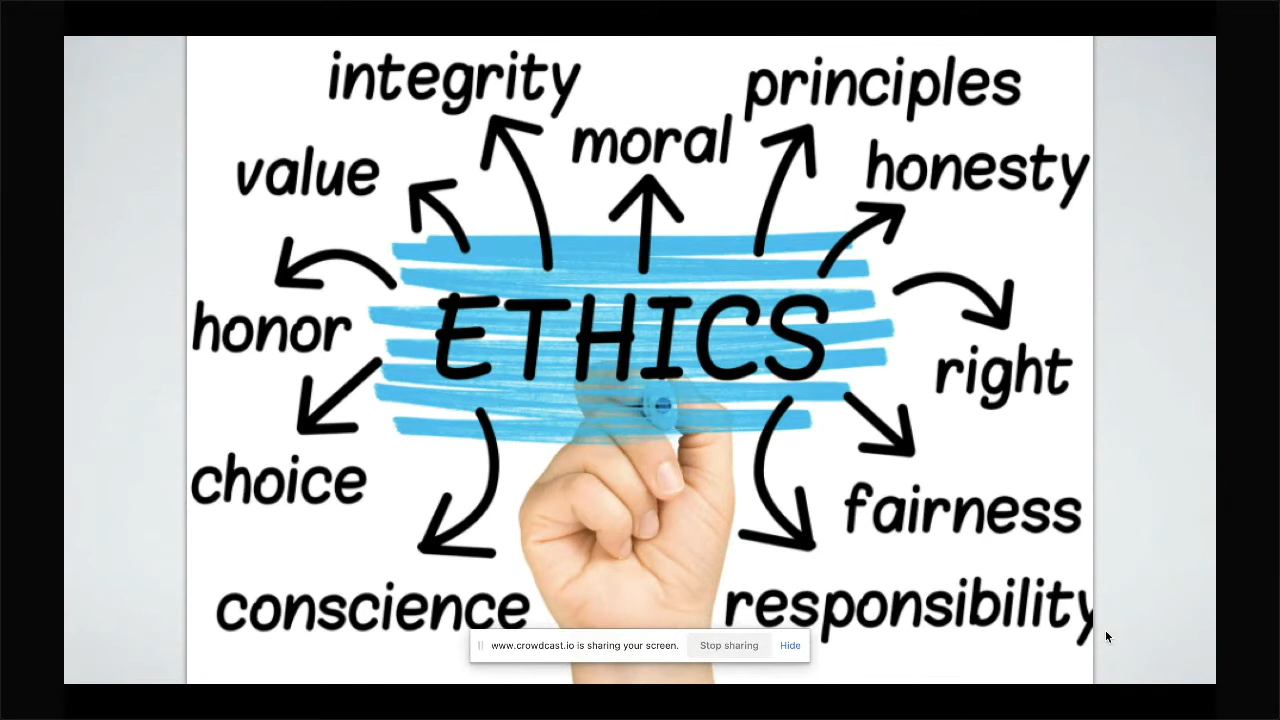 integrity
principles
moral
value
honesty
ETHICS
honor
right
choice
fairness
conscience
responsibility
www.crowdcast.io is sharing your screen.
Stop sharing
Hide